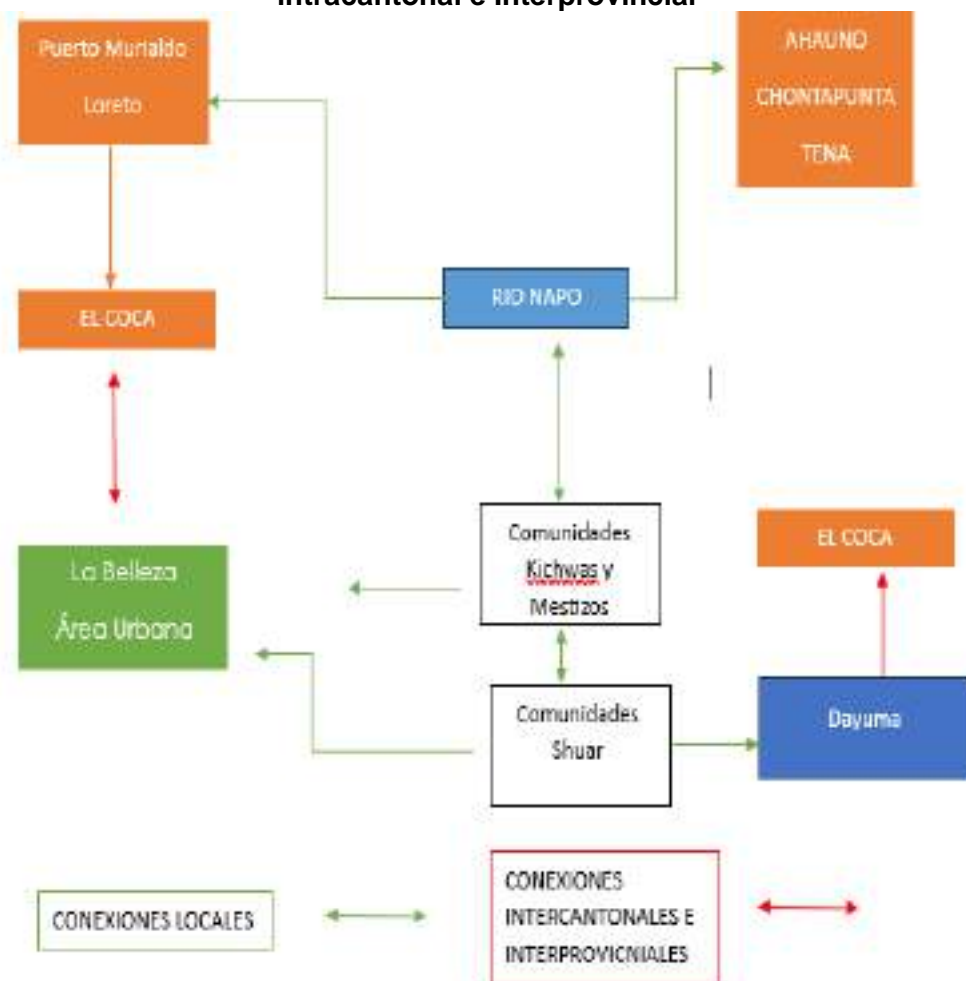 intracantonal e interprovincial
Puerto Murialdo
Loreto
AHAUNO
CHONTAPUNTA
TENA
RIO NAPO
EL COCA
Comunidades
Kichwas y
Mestizos
EL COCA
La Belleza
Área Urbana
Comunidades
Shuar
Dayuma
CONEXIONES LOCALES
CONEXIONES
INTERCANTONALES E
INTERPROVICNIALES